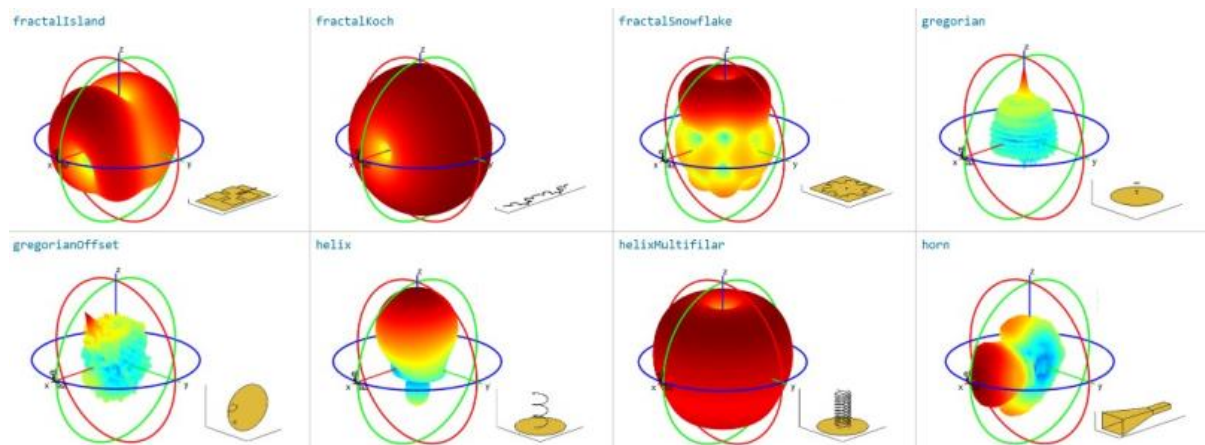 fractalIsland
fractalKoch
fractalSnowflake
gregorian
z
x
y
z
x
y
z
x
y
z
x
y
gregorianOffset
helix
helixMultifilar
horn
z
x
y
z
x
y
z
x
y
z
x
y